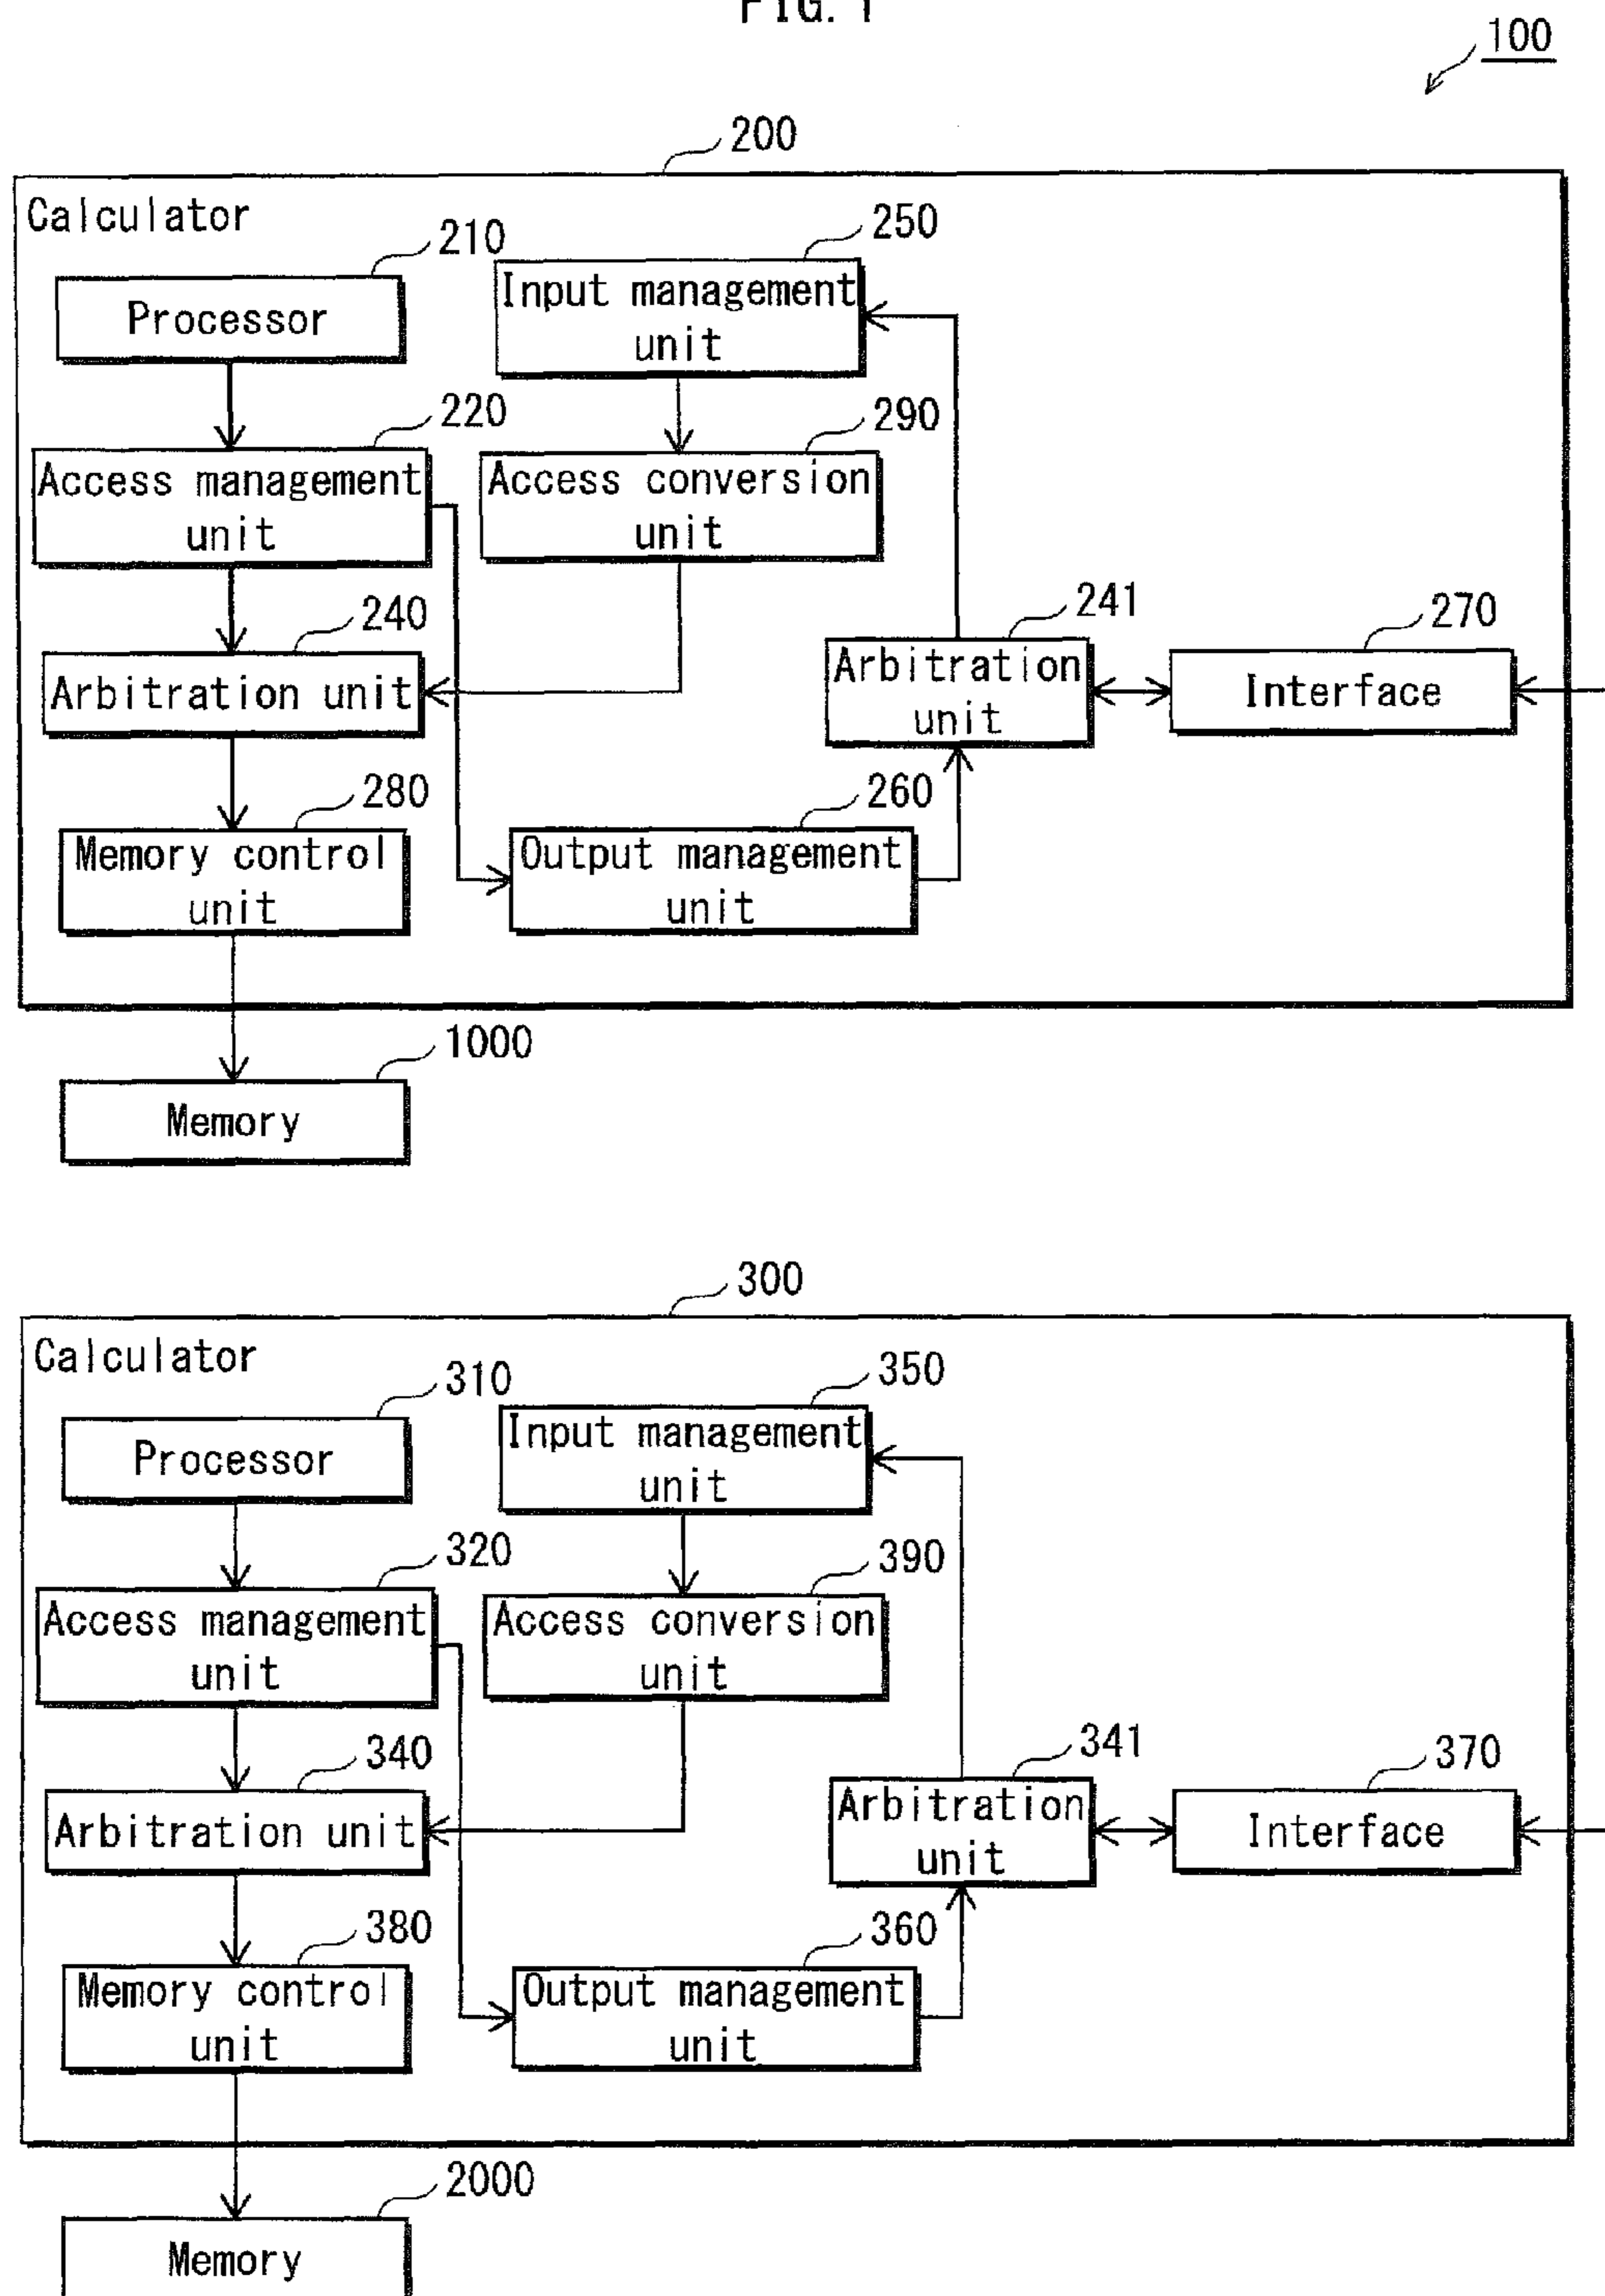 FIG. 1
100
200
Calculator
210
250
Processor
Input management
unit
220
290
Access management
unit
Access conversion
unit
240
241
270
Arbitration unit
Arbitration
unit
Interface
280
260
Memory control
unit
Output management
unit
1000
Memory
300
Calculator
310
350
Processor
Input management
unit
320
390
Access management
unit
Access conversion
unit
340
341
370
Arbitration unit
Arbitration
unit
Interface
380
360
Memory control
unit
Output management
unit
2000
Memory